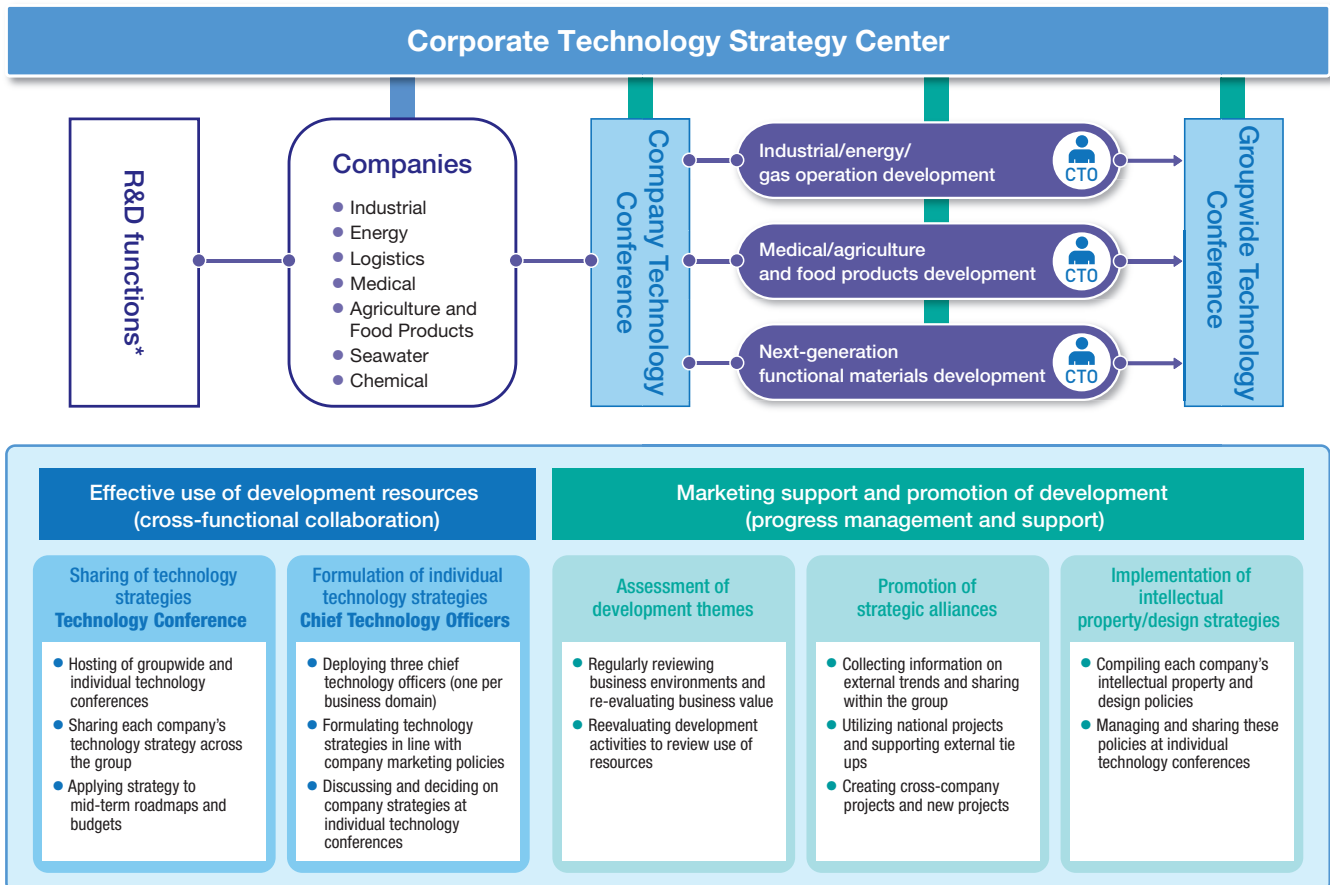 Corporate Technology Strategy Center
R&D functions*
Companies
Industrial
Energy
Logistics
Medical
Agriculture and
Food Products
Seawater
Chemical
Company Technology
Conference
Industrial/energy/
gas operation development
CTO
Medical/agriculture
and food products development
CTO
Next-generation
functional materials development
CTO
Groupwide Technology
Conference
Effective use of development resources
(cross-functional collaboration)
Sharing of technology
strategies
Technology Conference
Hosting of groupwide and
individual technology
conferences
Sharing each company's
technology strategy across
the group
Applying strategy to
mid-term roadmaps and
budgets
Formulation of individual
technology strategies
Chief Technology Officers
Deploying three chief
technology officers (one per
business domain)
Formulating technology
strategies in line with
company marketing policies
Discussing and deciding on
company strategies at
individual technology
conferences
Marketing support and promotion of development
(progress management and support)
Assessment of
development themes
Regularly reviewing
business environments and
re-evaluating business value
Reevaluating development
activities to review use of
resources
Promotion of
strategic alliances
Collecting information on
external trends and sharing
within the group
Utilizing national projects
and supporting external tie
ups
Creating cross-company
projects and new projects
Implementation of
intellectual
property/design strategies
Compiling each company's
intellectual property and
design policies
Managing and sharing these
policies at individual
technology conferences